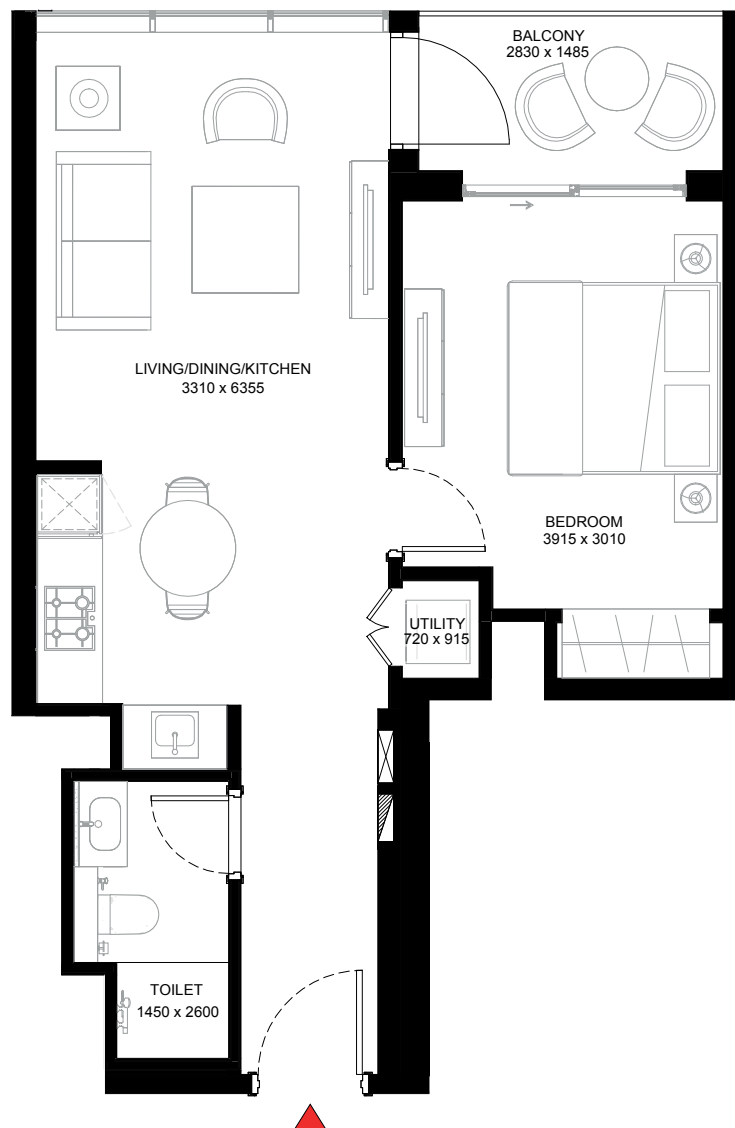 BALCONY
2830 x 1485
LIVING/DINING/KITCHEN
3310 x 6355
BEDROOM
3915 x 3010
UTILITY
720 x 915
TOILET
1450 x 2600